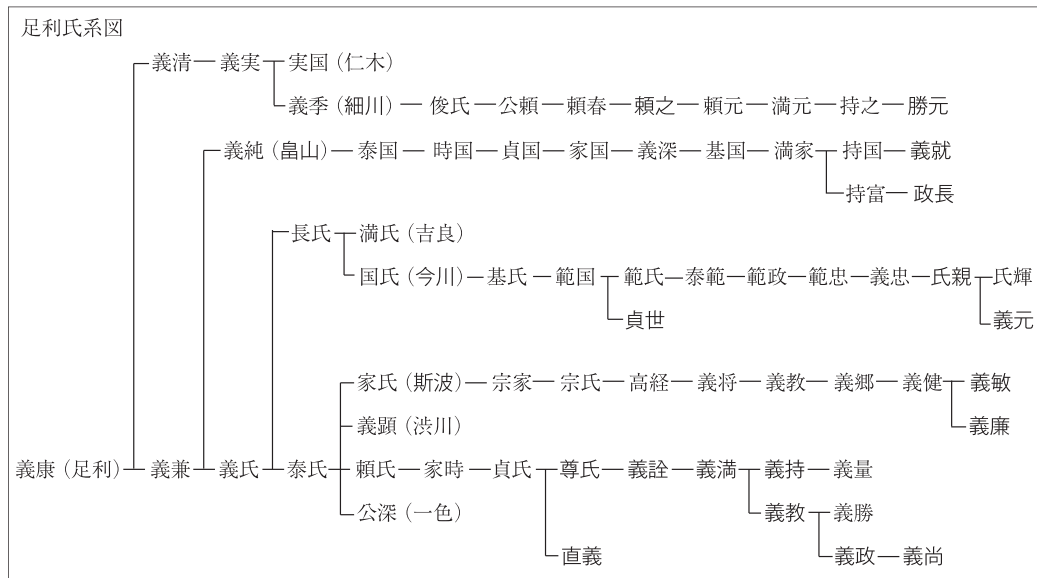 足利氏系図
義清 義実 実国(仁木)
義季(細川) 俊氏 公頼 頼春 頼之 頼元 満元 持之 勝元
義純(畠山) 泰国 時国 貞国 家国 義深 基国 満家 持国 義就
持富 政長
長氏 満氏(吉良)
国氏(今川) 基氏 範国 範氏 泰範 範政 範忠 義忠 氏親 氏輝
貞世 義元
家氏(斯波) 宗家 宗氏 高経 義将 義教 義郷 義健 義敏
義顕(渋川) 義廉
義康(足利) 義兼 義氏 泰氏 頼氏 家時 貞氏 尊氏 義詮 義満 義持 義量
公深(一色) 義教 義勝
直義 義政 義尚